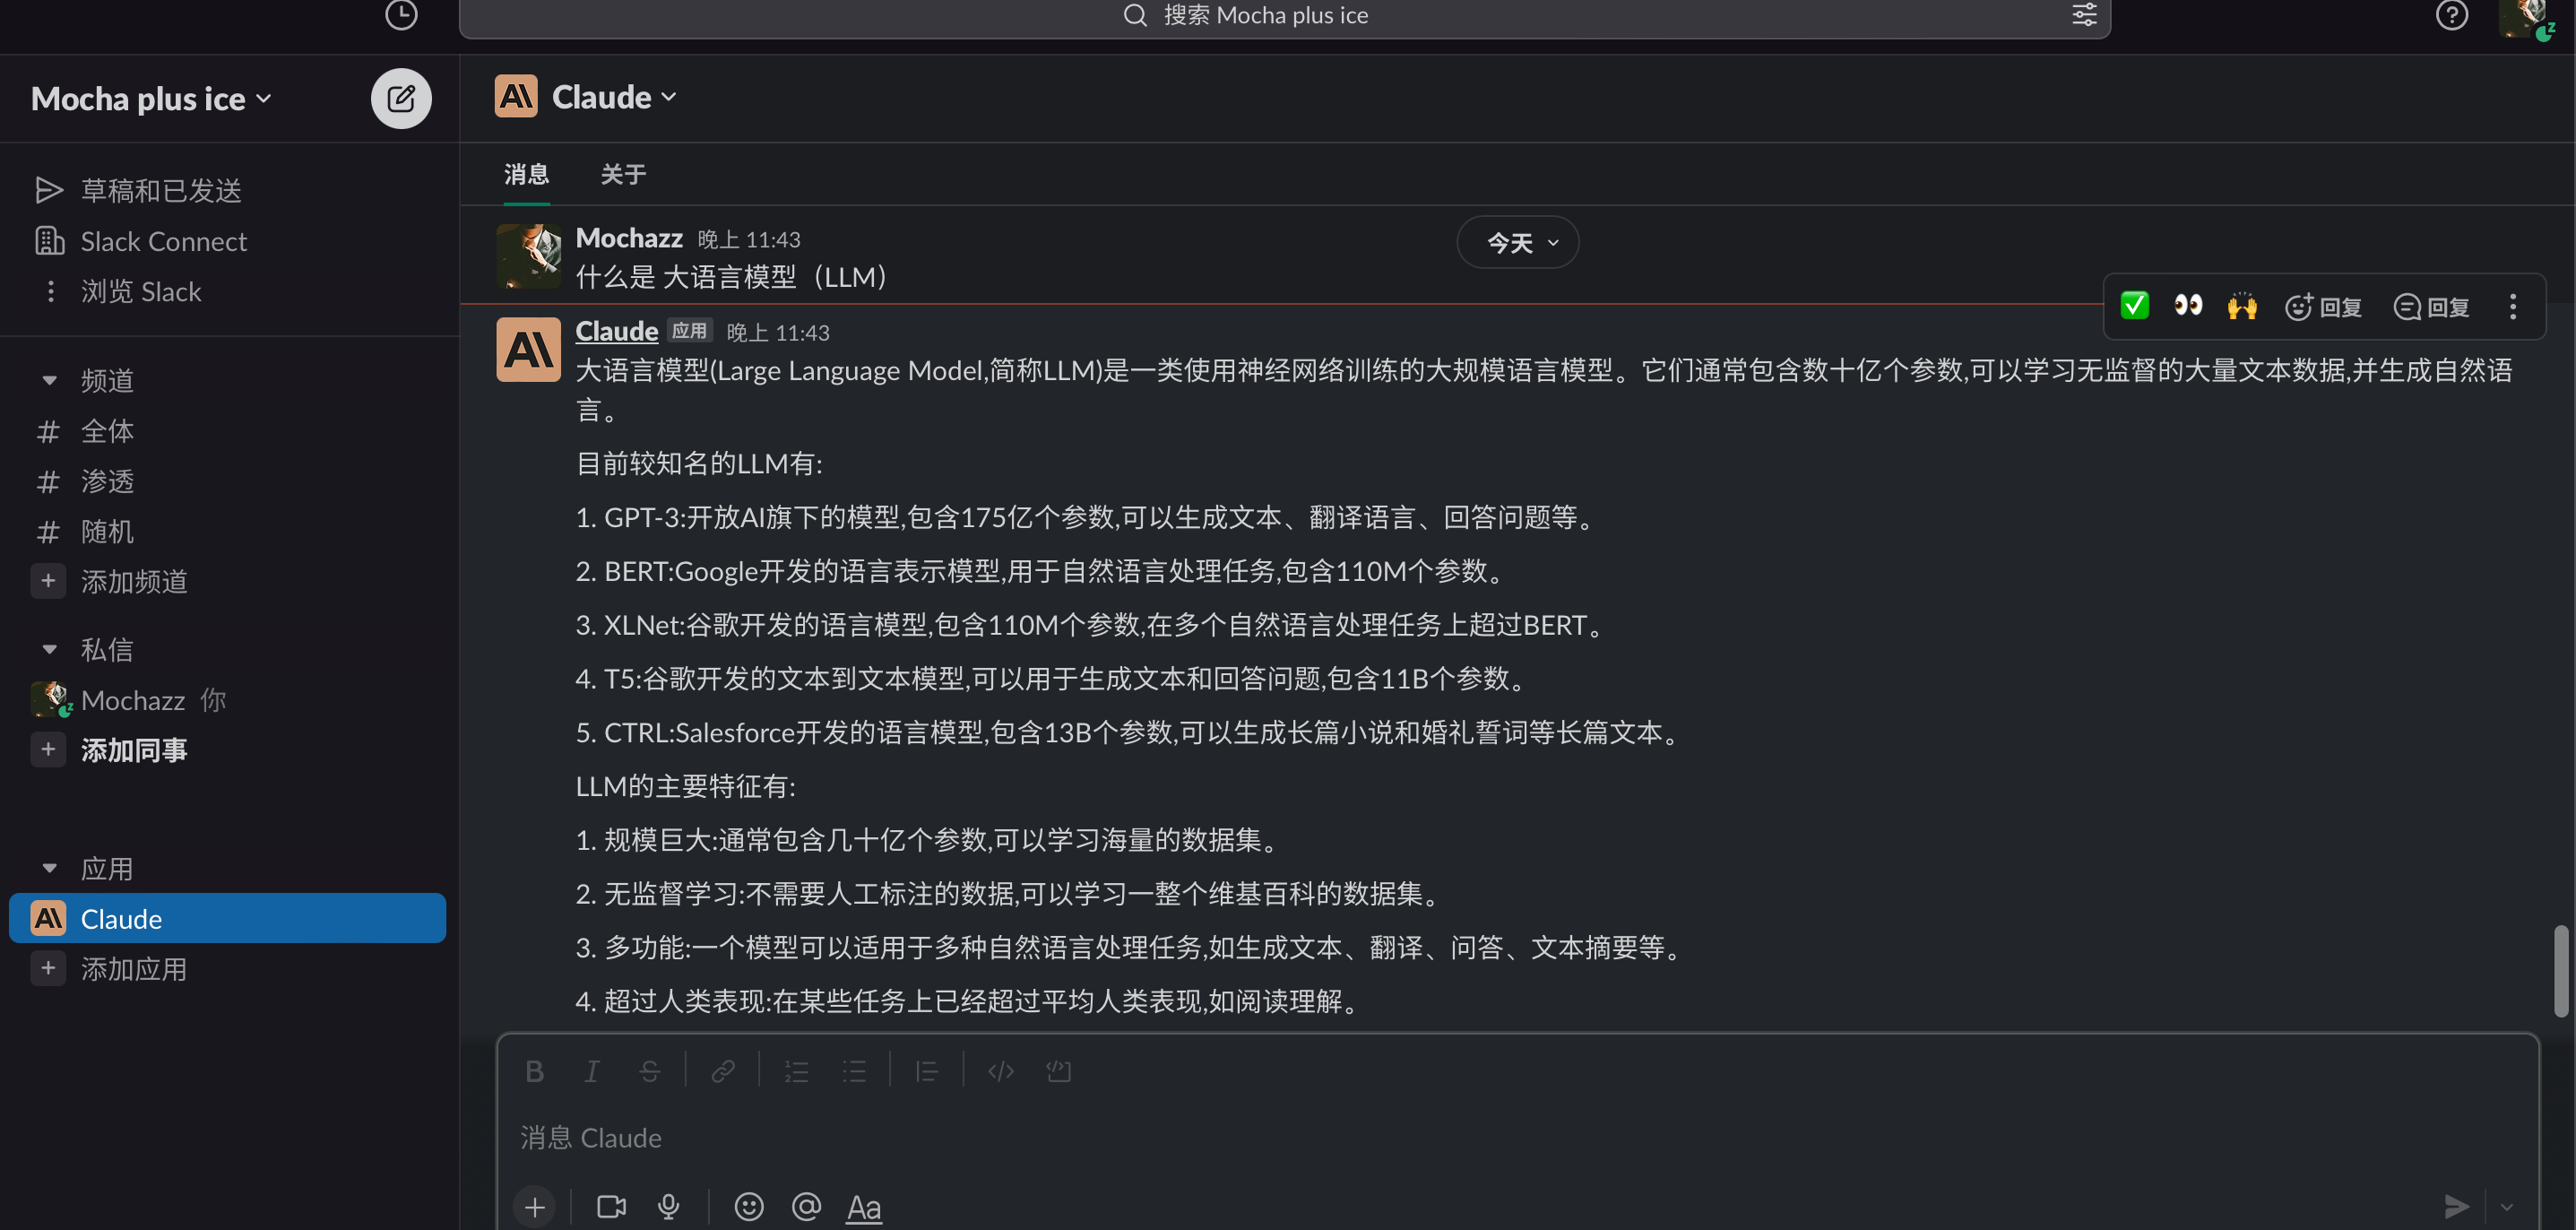 搜索 Mocha plus ice
Mocha plus ice
草稿和已发送
Slack Connect
浏览 Slack
频道
全体
渗透
随机
添加频道
私信
Mochazz 你
添加同事
应用
Claude
添加应用
Claude
消息 关于
今天
Mochazz 晚上 11:43
什么是 大语言模型（LLM）
回复 回复
Claude 应用 晚上 11:43
大语言模型(Large Language Model,简称LLM)是一类使用神经网络训练的大规模语言模型。它们通常包含数十亿个参数,可以学习无监督的大量文本数据,并生成自然语
言。
目前较知名的LLM有:
1. GPT-3:开放AI旗下的模型,包含175亿个参数,可以生成文本、翻译语言、回答问题等。
2. BERT:Google开发的语言表示模型,用于自然语言处理任务,包含110M个参数。
3. XLNet:谷歌开发的语言模型,包含110M个参数,在多个自然语言处理任务上超过BERT。
4. T5:谷歌开发的文本到文本模型,可以用于生成文本和回答问题,包含11B个参数。
5. CTRL:Salesforce开发的语言模型,包含13B个参数,可以生成长篇小说和婚礼誓词等长篇文本。
LLM的主要特征有:
1. 规模巨大:通常包含几十亿个参数,可以学习海量的数据集。
2. 无监督学习:不需要人工标注的数据,可以学习一整个维基百科的数据集。
3. 多功能:一个模型可以适用于多种自然语言处理任务,如生成文本、翻译、问答、文本摘要等。
4. 超过人类表现:在某些任务上已经超过平均人类表现,如阅读理解。
消息 Claude